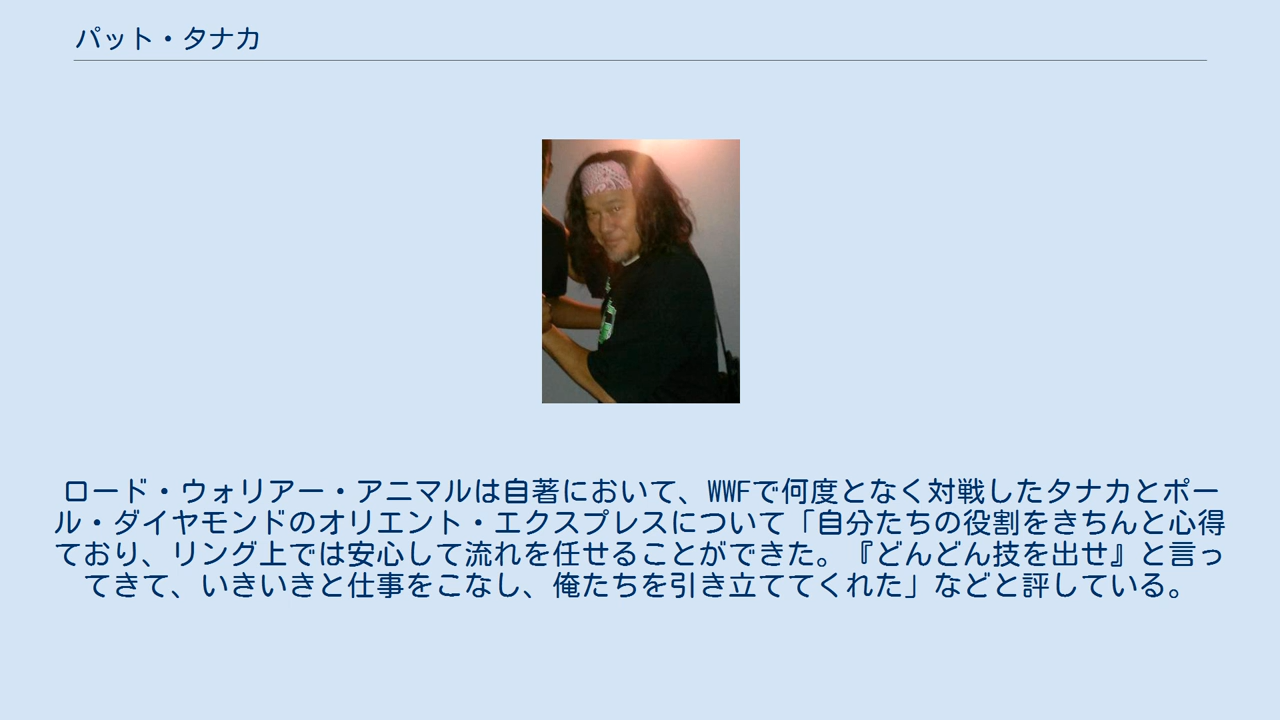 パット・タナカ
ロード・ウォリアー・アニマルは自著において、WWFで何度となく対戦したタナカとポー
ル・ダイヤモンドのオリエント・エクスプレスについて「自分たちの役割をきちんと心得
ており、リング上では安心して流れを任せることができた。『どんどん技を出せ』と言っ
てきて、いきいきと仕事をこなし、俺たちを引き立ててくれた」などと評している。